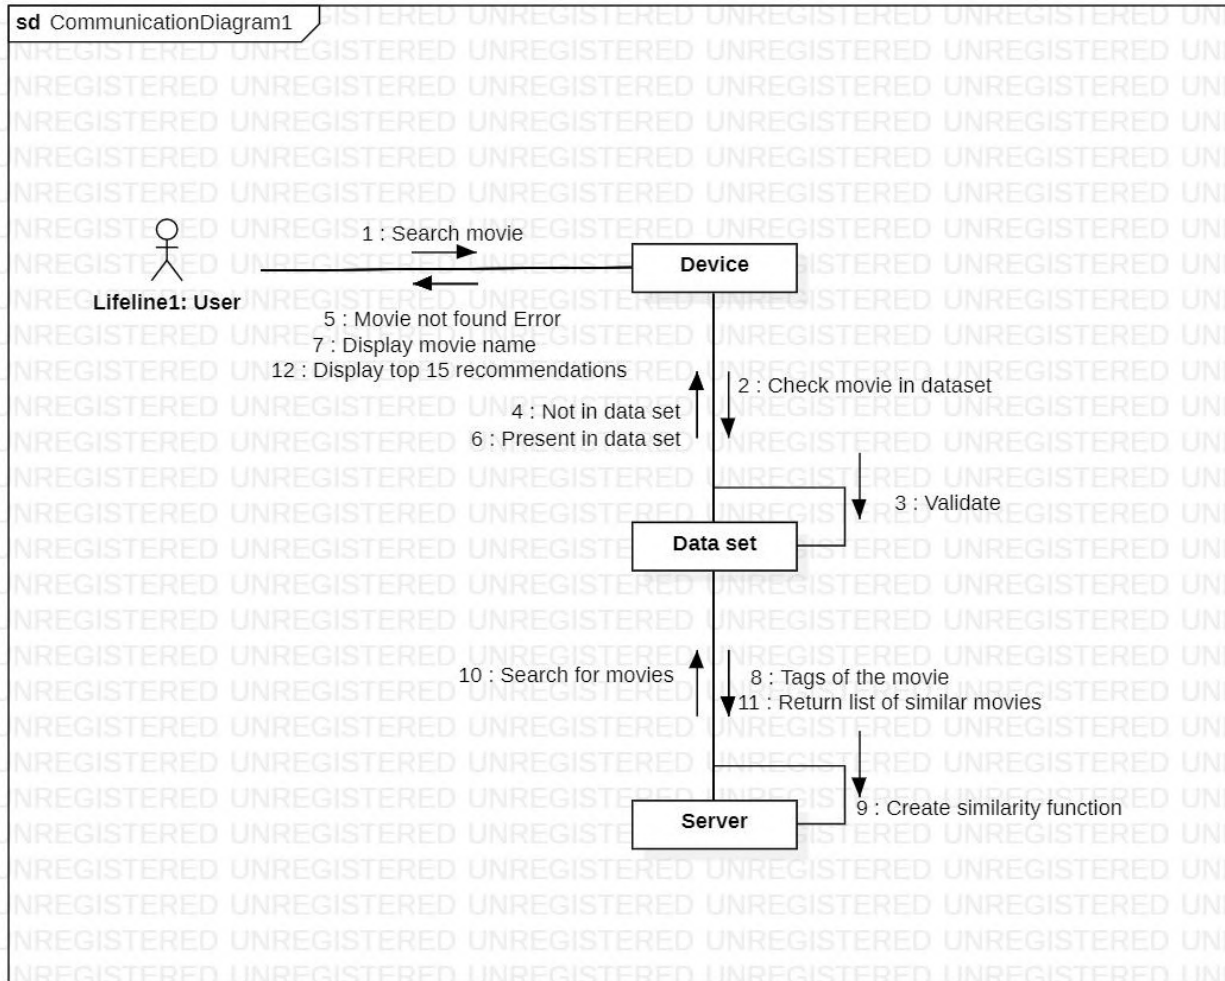 sd CommunicationDiagram1
1 : Search movie
Device
Lifeline1: User
5 : Movie not found Error
7 : Display movie name
12 : Display top 15 recommendations
2 : Check movie in dataset
4 : Not in data set
6 : Present in data set
3 : Validate
Data set
10 : Search for movies
8 : Tags of the movie
11 : Return list of similar movies
9 : Create similarity function
Server
UNREGISTERED